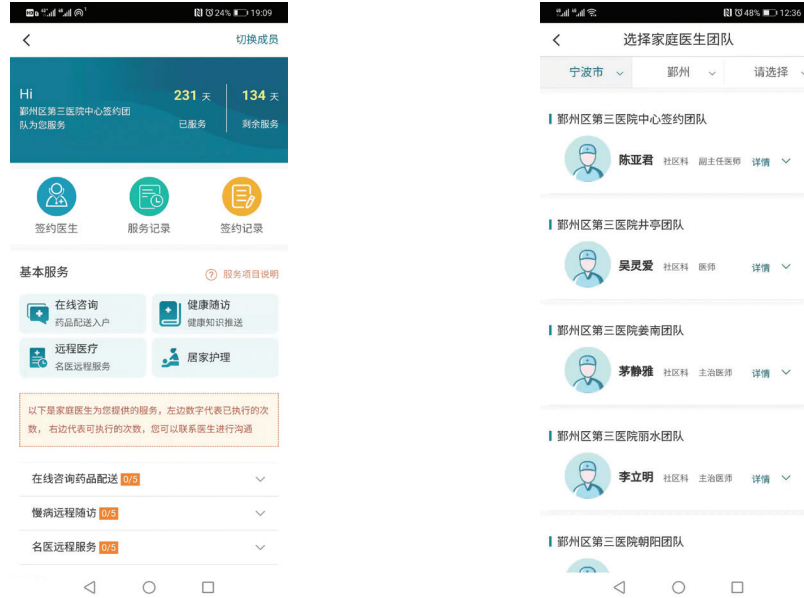 24% 19:09
切换成员
Hi
231 天
134 天
鄞州区第三医院中心签约团
队为您服务
已服务
剩余服务
签约医生
服务记录
签约记录
基本服务
? 服务项目说明
在线咨询
药品配送入户
健康随访
健康知识推送
远程医疗
名医远程服务
居家护理
以下是家庭医生为您提供的服务，左边数字代表已执行的次
数， 右边代表可执行的次数，您可以联系医生进行沟通
在线咨询药品配送 0/5
慢病远程随访 0/5
名医远程服务 0/5
48% 12:36
选择家庭医生团队
宁波市
鄞州
请选择
鄞州区第三医院中心签约团队
陈亚君 社区科 副主任医师 详情
鄞州区第三医院井亭团队
吴灵爱 社区科 医师 详情
鄞州区第三医院姜南团队
茅静雅 社区科 主治医师 详情
鄞州区第三医院丽水团队
李立明 社区科 主治医师 详情
鄞州区第三医院朝阳团队